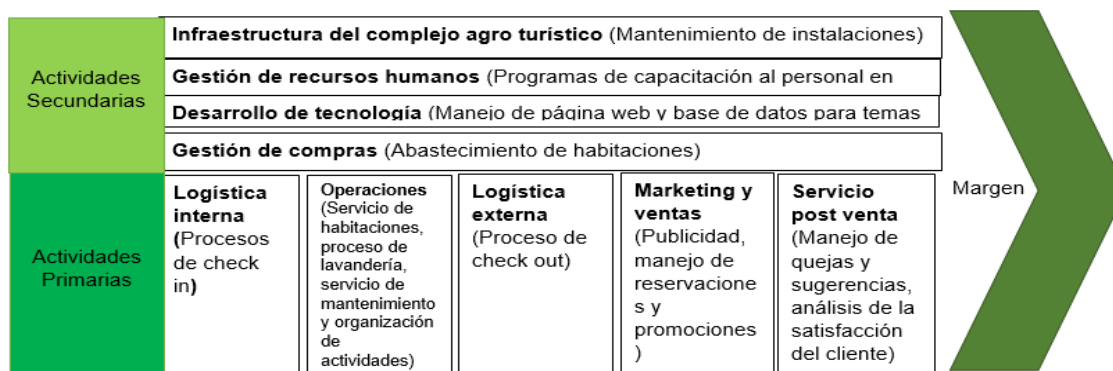 Actividades
Secundarias
Infraestructura del complejo agro turístico (Mantenimiento de instalaciones)
Gestión de recursos humanos (Programas de capacitación al personal en
Desarrollo de tecnología (Manejo de página web y base de datos para temas
Gestión de compras (Abastecimiento de habitaciones)
Actividades
Primarias
Logística
interna
(Procesos
de check
in)
Operaciones
(Servicio de
habitaciones,
proceso de
lavandería,
servicio de
mantenimiento
y organización
de
actividades)
Logística
externa
(Proceso de
check out)
Marketing y
ventas
(Publicidad,
manejo de
reservacione
s y
promociones
)
Servicio
post venta
(Manejo de
quejas y
sugerencias,
análisis de la
satisfacción
del cliente)
Margen